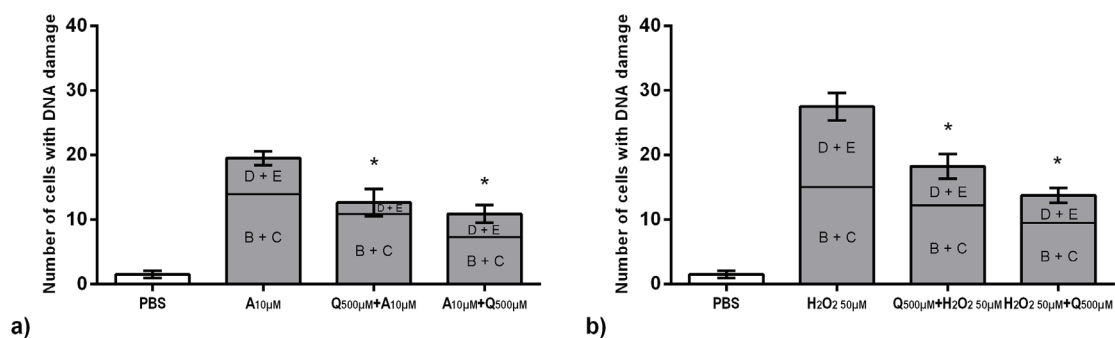 Number of cells with DNA damage
40
30
20
10
0
D + E
B + C
*
D + E
B + C
*
D + E
B + C
PBS
A10µM
Q500µM+A10µM
A10µM+Q500µM
a)
Number of cells with DNA damage
40
30
20
10
0
D + E
B + C
*
D + E
B + C
*
D + E
B + C
PBS
H2O2 50µM
Q500µM+H2O2 50µM
H2O2 50µM+Q500µM
b)